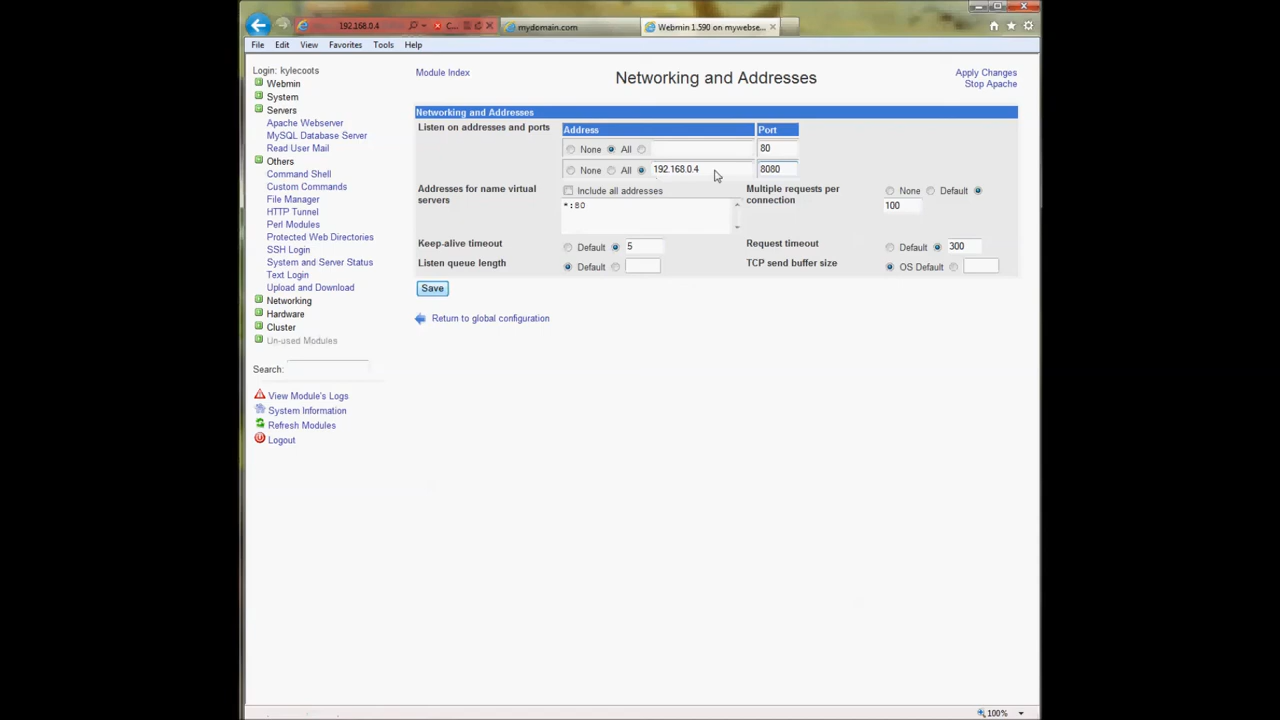 192.168.0.4
C...
mydomain.com
Webmin 1.590 on mywebse...
File Edit View Favorites Tools Help
Login: kylecoots
Webmin
System
Servers
Apache Webserver
MySQL Database Server
Read User Mail
Others
Command Shell
Custom Commands
File Manager
HTTP Tunnel
Perl Modules
Protected Web Directories
SSH Login
System and Server Status
Text Login
Upload and Download
Networking
Hardware
Cluster
Un-used Modules
Search:
View Module's Logs
System Information
Refresh Modules
Logout
Module Index
Networking and Addresses
Apply Changes
Stop Apache
Networking and Addresses
Listen on addresses and ports
Address Port
None All 80
None All 192.168.0.4 8080
Addresses for name virtual servers
Include all addresses
*:80
Multiple requests per connection
None Default
100
Keep-alive timeout Default 5
Request timeout Default 300
Listen queue length Default
TCP send buffer size OS Default
Save
Return to global configuration
100%